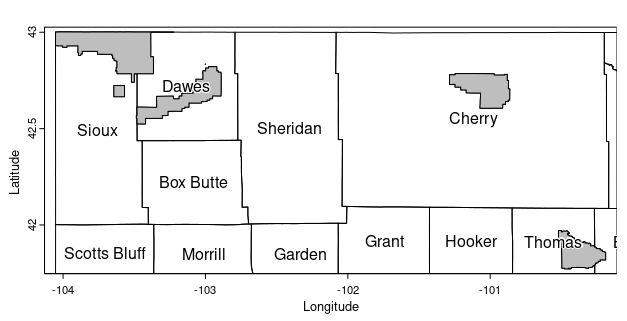 43
42.5
42
Latitude
Dawes
Sioux
Sheridan
Cherry
Box Butte
Scotts Bluff
Morrill
Garden
Grant
Hooker
Thomas
-104
-103
-102
-101
Longitude